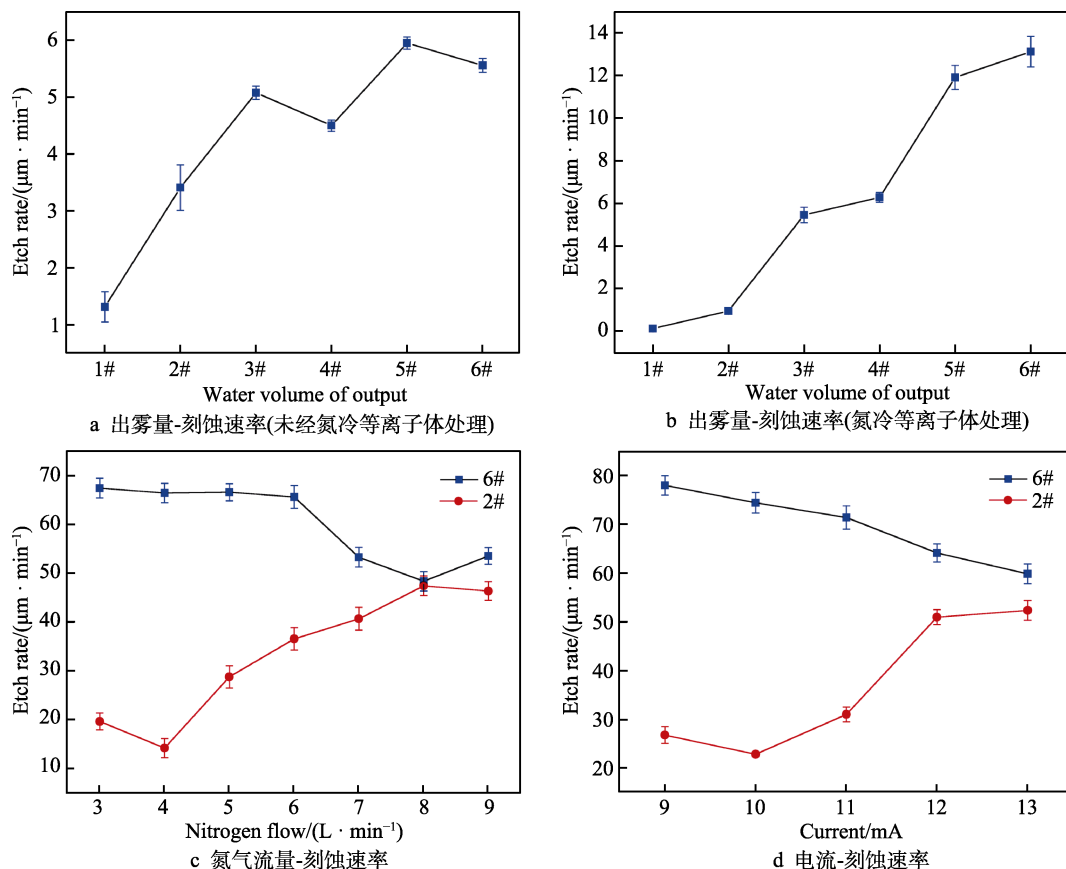 6
5
4
3
2
1
Etch rate/(μm · min⁻¹)
1# 2# 3# 4# 5# 6#
Water volume of output
a 出雾量-刻蚀速率(未经氮冷等离子体处理)
14
12
10
8
6
4
2
0
Etch rate/(μm · min⁻¹)
1# 2# 3# 4# 5# 6#
Water volume of output
b 出雾量-刻蚀速率(氮冷等离子体处理)
70
60
50
40
30
20
10
Etch rate/(μm · min⁻¹)
6#
2#
3 4 5 6 7 8 9
Nitrogen flow/(L · min⁻¹)
c 氮气流量-刻蚀速率
80
70
60
50
40
30
20
Etch rate/(μm · min⁻¹)
6#
2#
9 10 11 12 13
Current/mA
d 电流-刻蚀速率